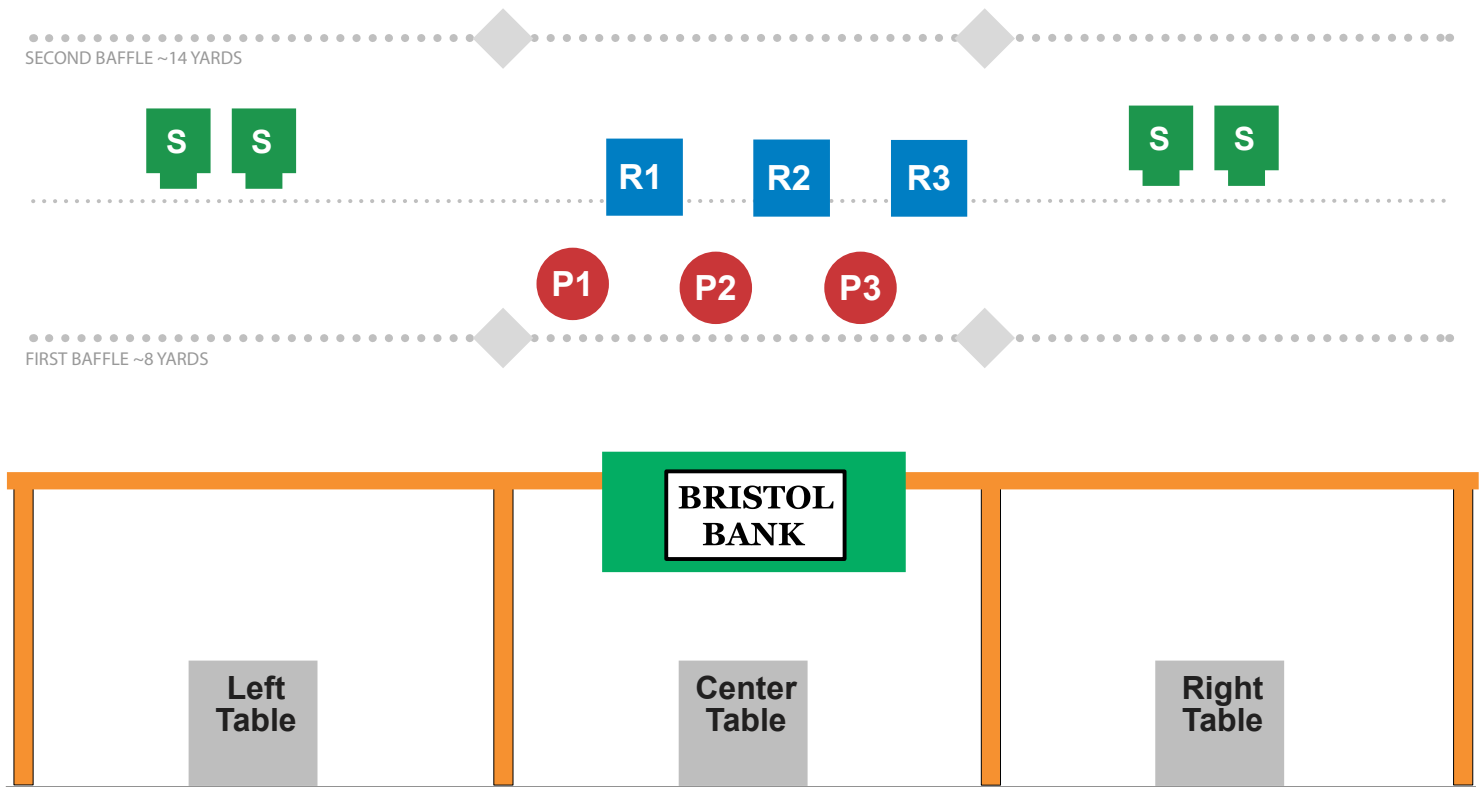 SECOND BAFFLE ~14 YARDS
S S S S
R1 R2 R3
P1 P2 P3
FIRST BAFFLE ~8 YARDS
BRISTOL
BANK
Left
Table
Center
Table
Right
Table